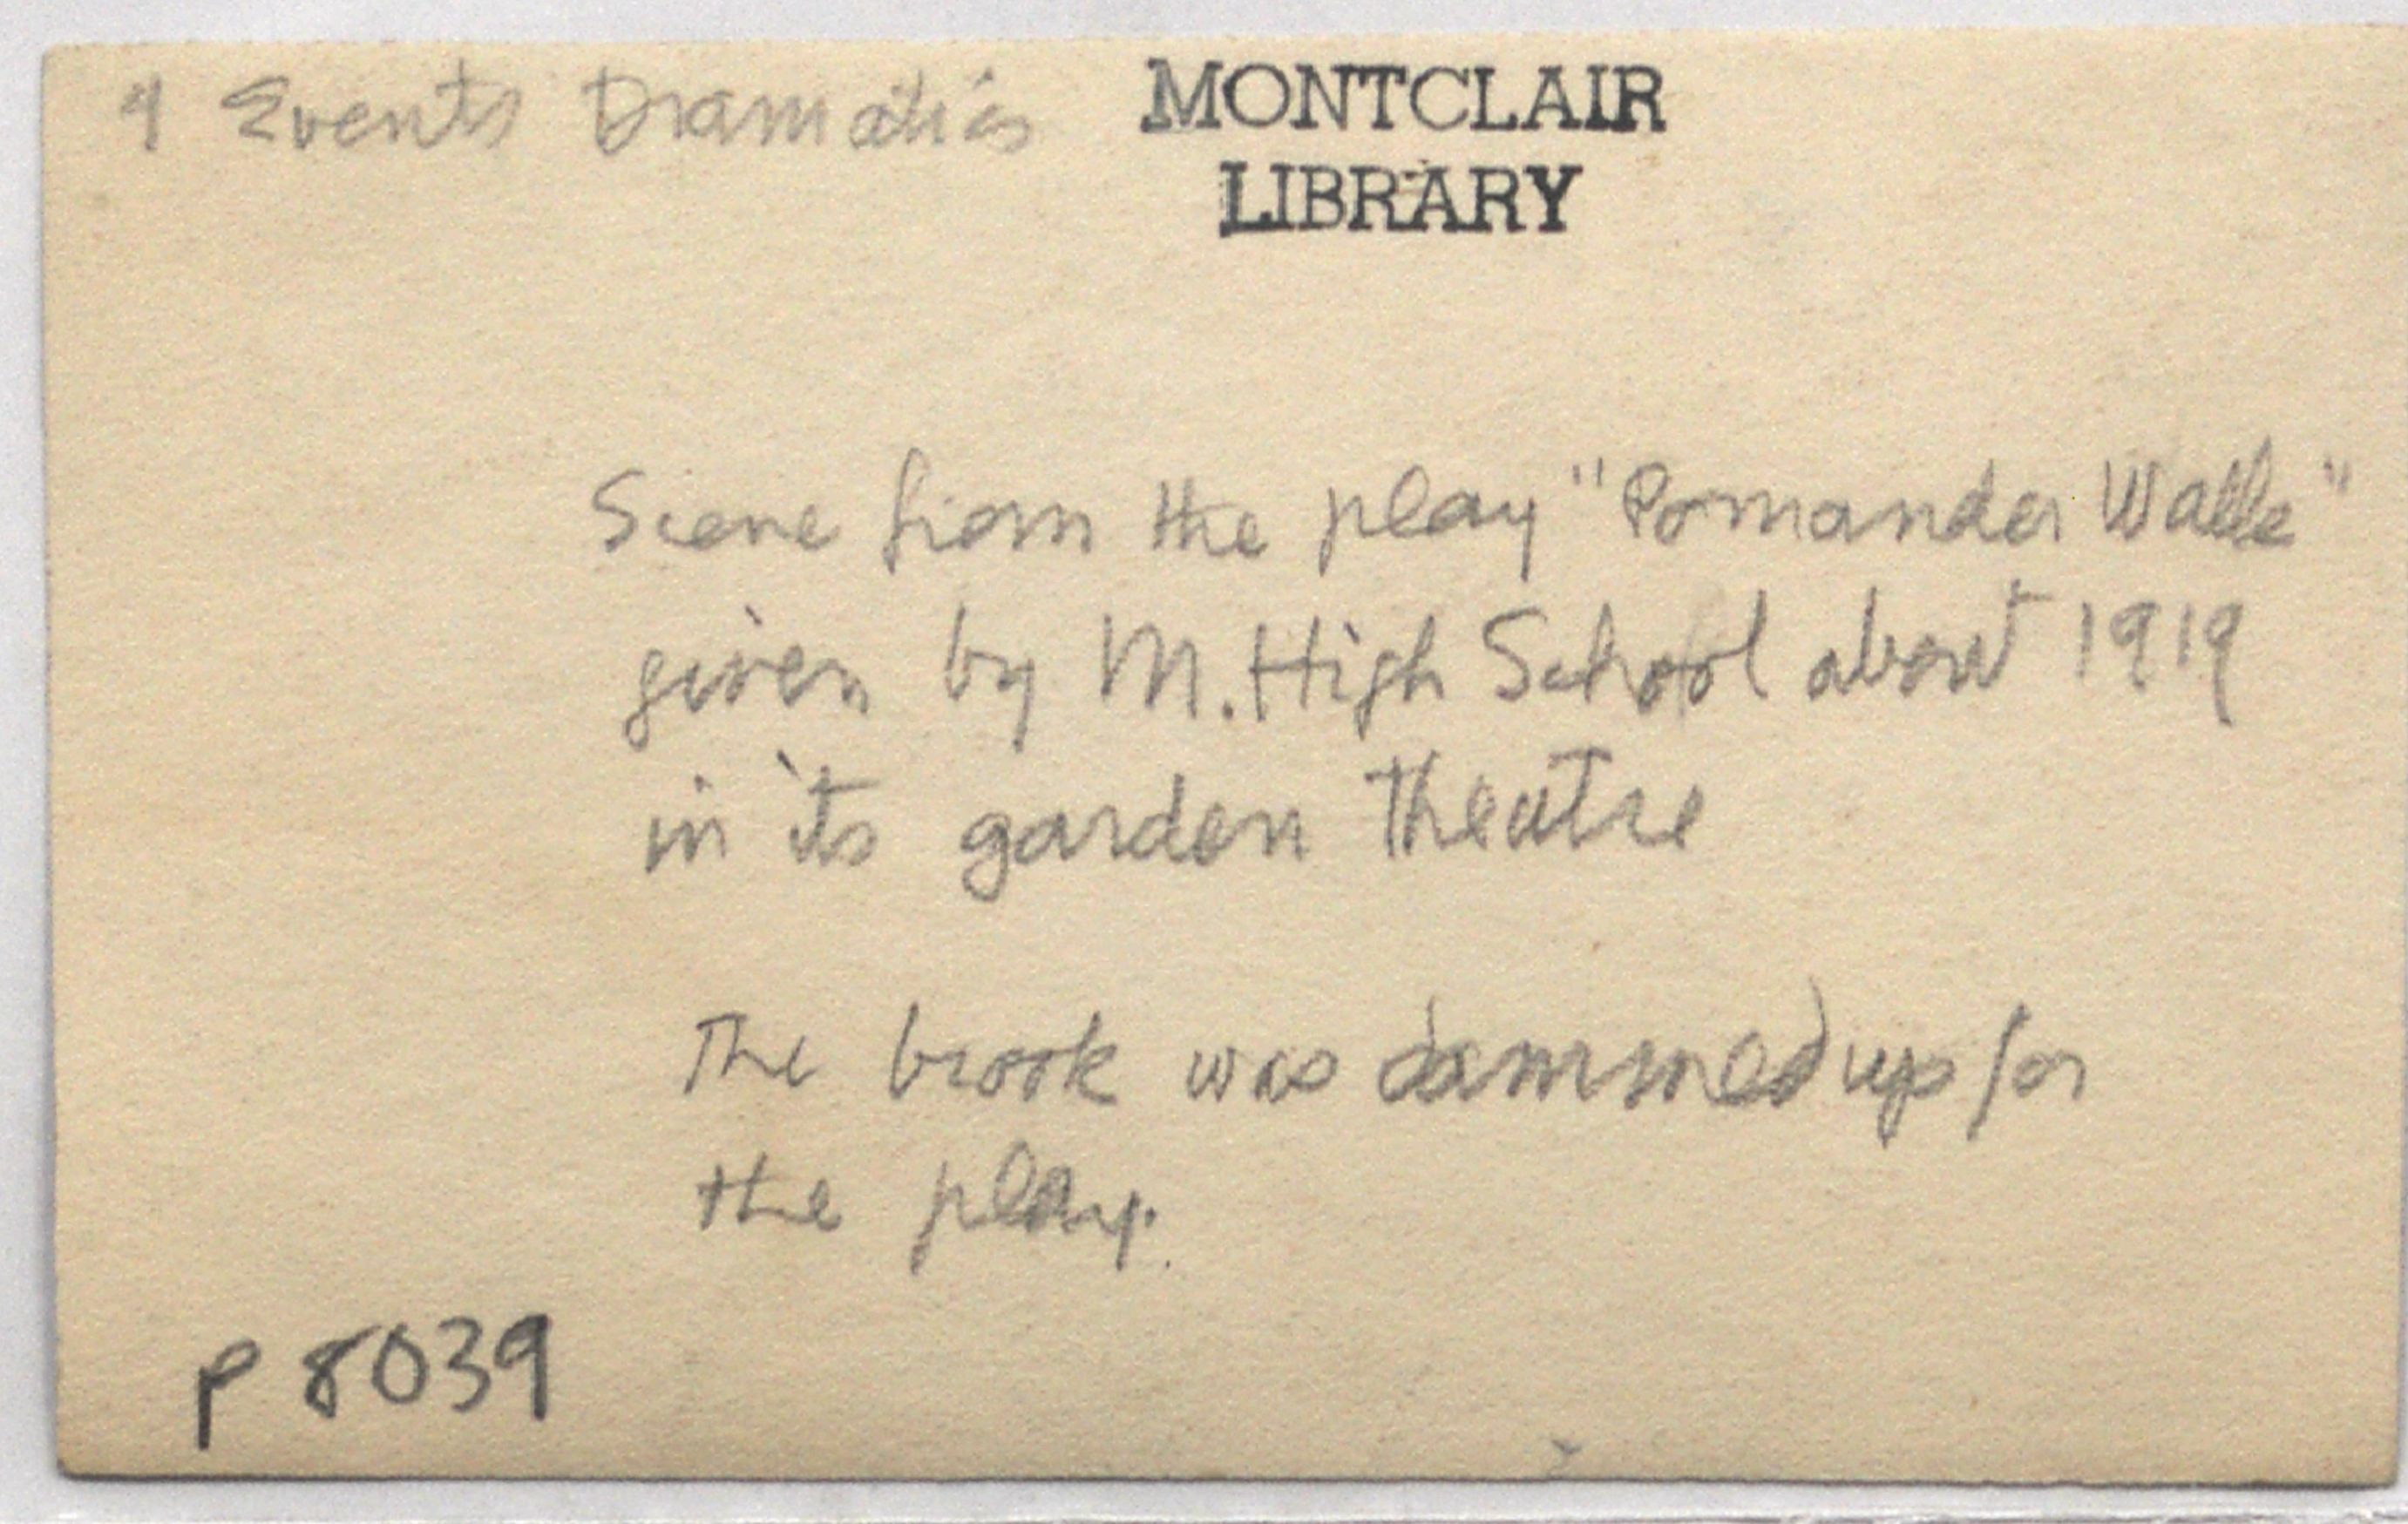 9 Events Dramatics
MONTCLAIR
LIBRARY
Scene from the play "Pomander Walk"
given by M. High School about 1919
in its garden theatre
The brook was dammed up for
the play.
P 8039